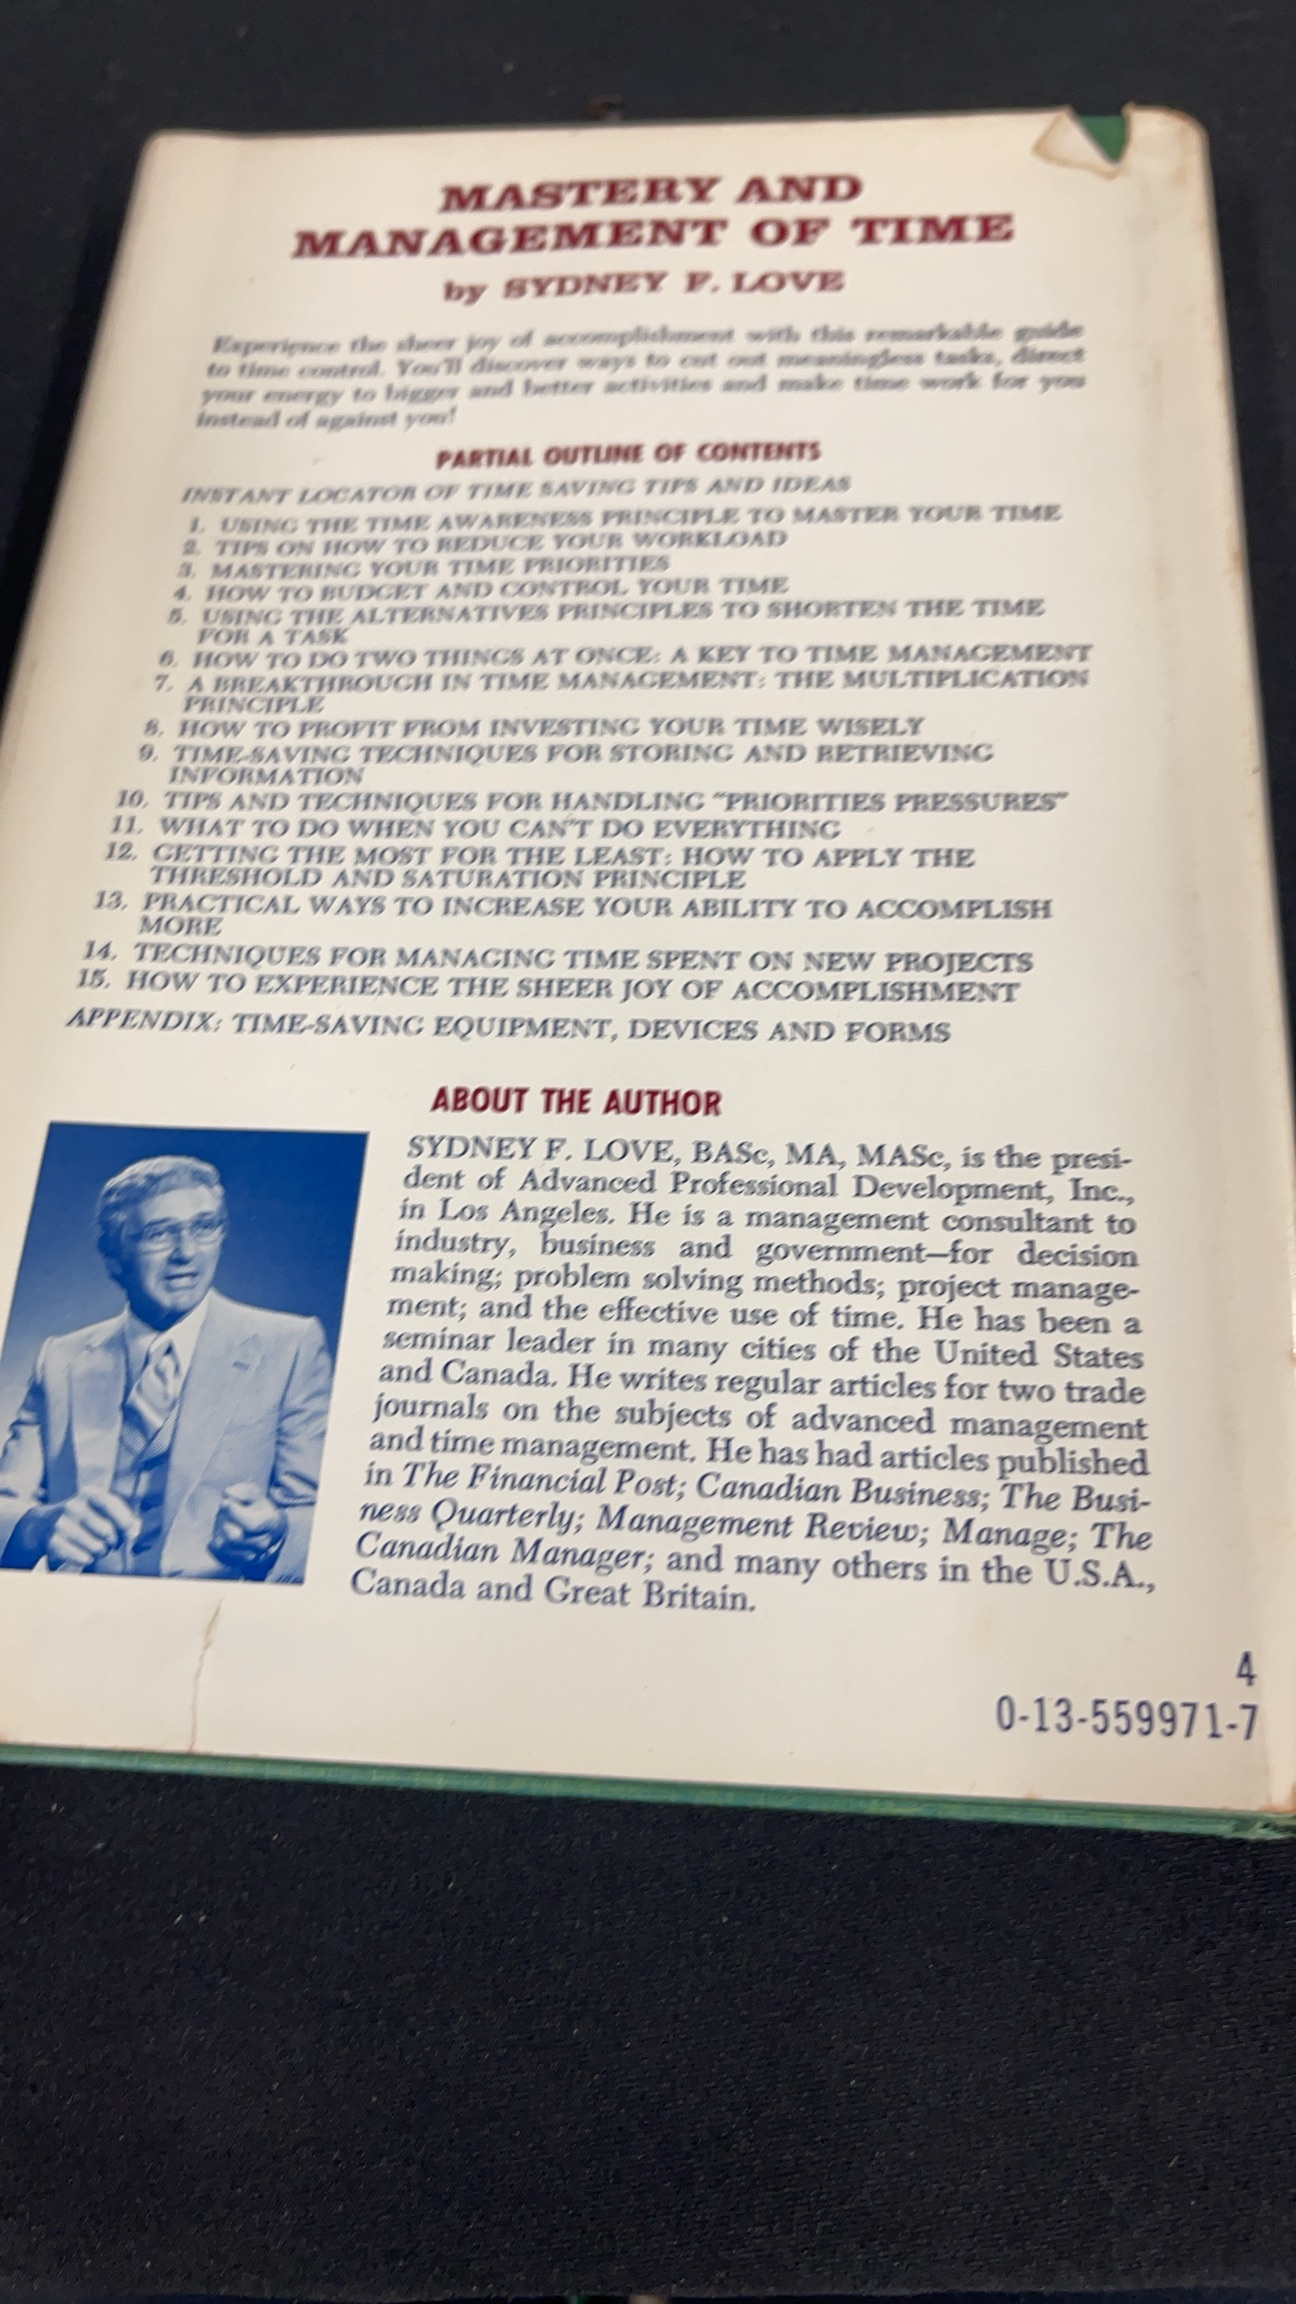 MASTERY AND
MANAGEMENT OF TIME
by SYDNEY F. LOVE
Experience the sheer joy of accomplishment with this remarkable guide
to time control. You'll discover ways to cut out meaningless tasks, direct
your energy to bigger and better activities and make time work for you
instead of against you!
PARTIAL OUTLINE OF CONTENTS
INSTANT LOCATOR OF TIME SAVING TIPS AND IDEAS
1. USING THE TIME AWARENESS PRINCIPLE TO MASTER YOUR TIME
2. TIPS ON HOW TO REDUCE YOUR WORKLOAD
3. MASTERING YOUR TIME PRIORITIES
4. HOW TO BUDGET AND CONTROL YOUR TIME
5. USING THE ALTERNATIVES PRINCIPLES TO SHORTEN THE TIME
FOR A TASK
6. HOW TO DO TWO THINGS AT ONCE: A KEY TO TIME MANAGEMENT
7. A BREAKTHROUGH IN TIME MANAGEMENT: THE MULTIPLICATION
PRINCIPLE
8. HOW TO PROFIT FROM INVESTING YOUR TIME WISELY
9. TIME-SAVING TECHNIQUES FOR STORING AND RETRIEVING
INFORMATION
10. TIPS AND TECHNIQUES FOR HANDLING "PRIORITIES PRESSURES"
11. WHAT TO DO WHEN YOU CAN'T DO EVERYTHING
12. GETTING THE MOST FOR THE LEAST: HOW TO APPLY THE
THRESHOLD AND SATURATION PRINCIPLE
13. PRACTICAL WAYS TO INCREASE YOUR ABILITY TO ACCOMPLISH
MORE
14. TECHNIQUES FOR MANAGING TIME SPENT ON NEW PROJECTS
15. HOW TO EXPERIENCE THE SHEER JOY OF ACCOMPLISHMENT
APPENDIX: TIME-SAVING EQUIPMENT, DEVICES AND FORMS
ABOUT THE AUTHOR
SYDNEY F. LOVE, BASc, MA, MASc, is the presi-
dent of Advanced Professional Development, Inc.,
in Los Angeles. He is a management consultant to
industry, business and government—for decision
making; problem solving methods; project manage-
ment; and the effective use of time. He has been a
seminar leader in many cities of the United States
and Canada. He writes regular articles for two trade
journals on the subjects of advanced management
and time management. He has had articles published
in The Financial Post; Canadian Business; The Busi-
ness Quarterly; Management Review; Manage; The
Canadian Manager; and many others in the U.S.A.,
Canada and Great Britain.
4
0-13-559971-7